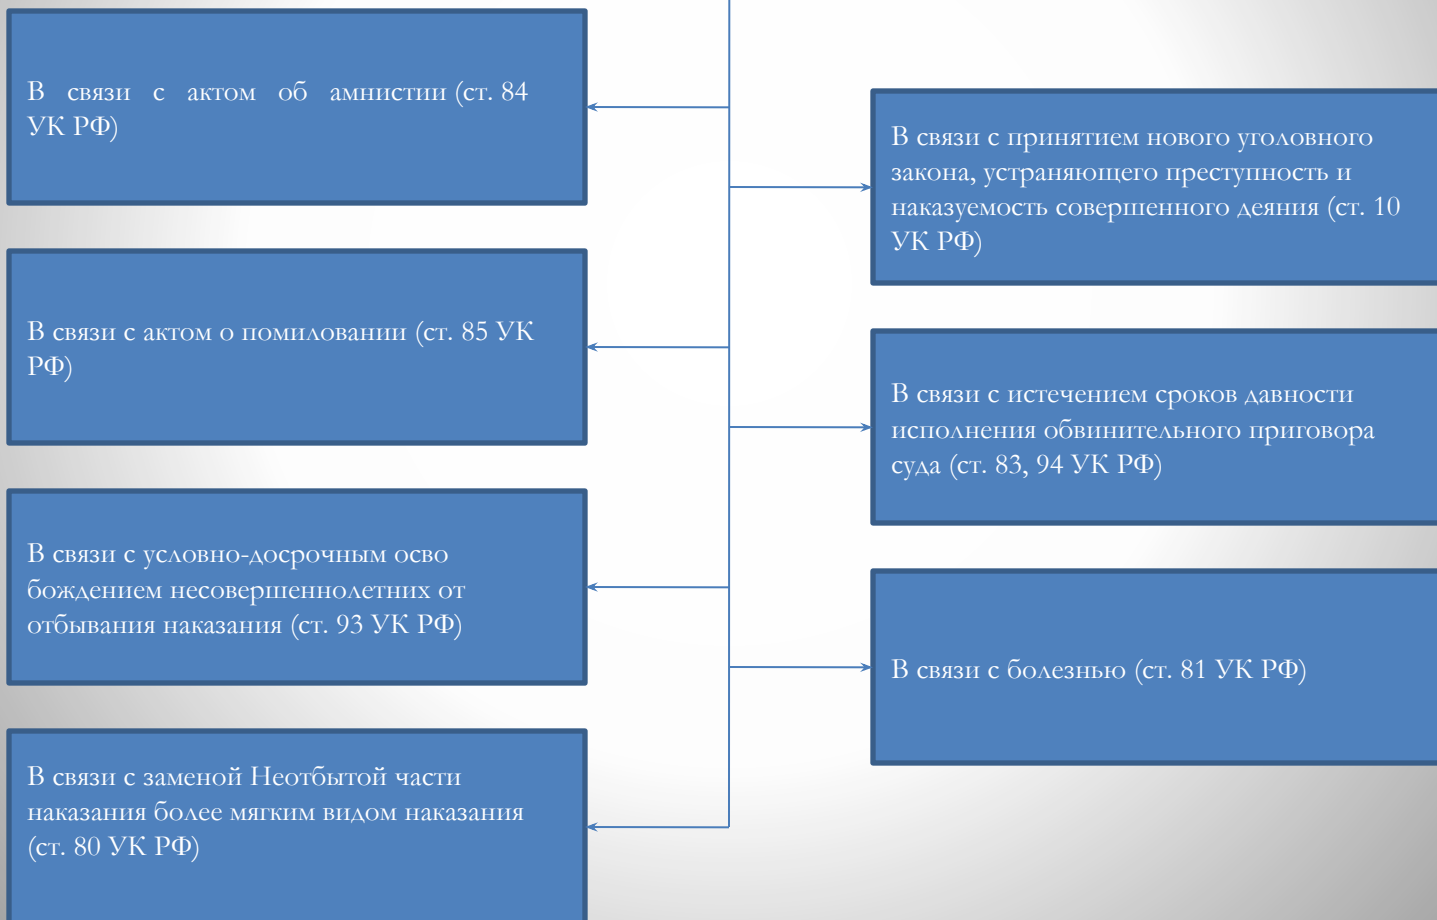 В связи с актом об амнистии (ст. 84
УК РФ)
В связи с принятием нового уголовного
закона, устраняющего преступность и
наказуемость совершенного деяния (ст. 10
УК РФ)
В связи с актом о помиловании (ст. 85 УК
РФ)
В связи с истечением сроков давности
исполнения обвинительного приговора
суда (ст. 83, 94 УК РФ)
В связи с условно-досрочным осво
бождением несовершеннолетних от
отбывания наказания (ст. 93 УК РФ)
В связи с болезнью (ст. 81 УК РФ)
В связи с заменой Неотбытой части
наказания более мягким видом наказания
(ст. 80 УК РФ)